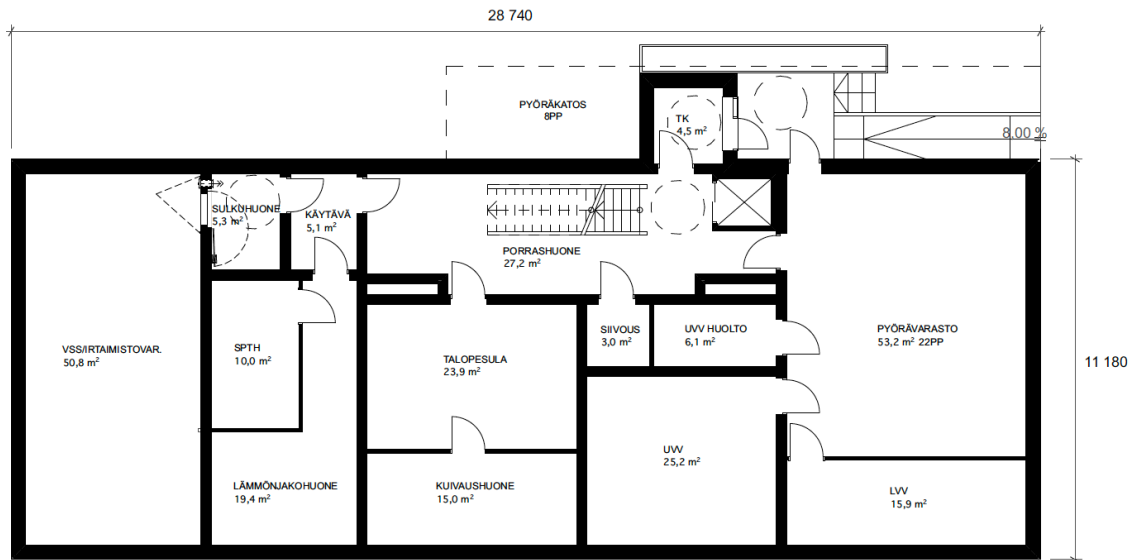 28 740
PYÖRÄKATOS
8PP
TK
4,5 m²
8.00 %
SULKUHUONE
5,3 m²
KÄYTÄVÄ
5,1 m²
PORRASHUONE
27,2 m²
VSS/IRTAIMISTOVAR.
50,8 m²
SPTH
10,0 m²
TALOPESULA
23,9 m²
SIIVOUS
3,0 m²
UVV HUOLTO
6,1 m²
PYÖRÄVARASTO
53,2 m² 22PP
11 180
LÄMMÖNJAKOHUONE
19,4 m²
KUIVAUSHUONE
15,0 m²
UVV
25,2 m²
LVV
15,9 m²